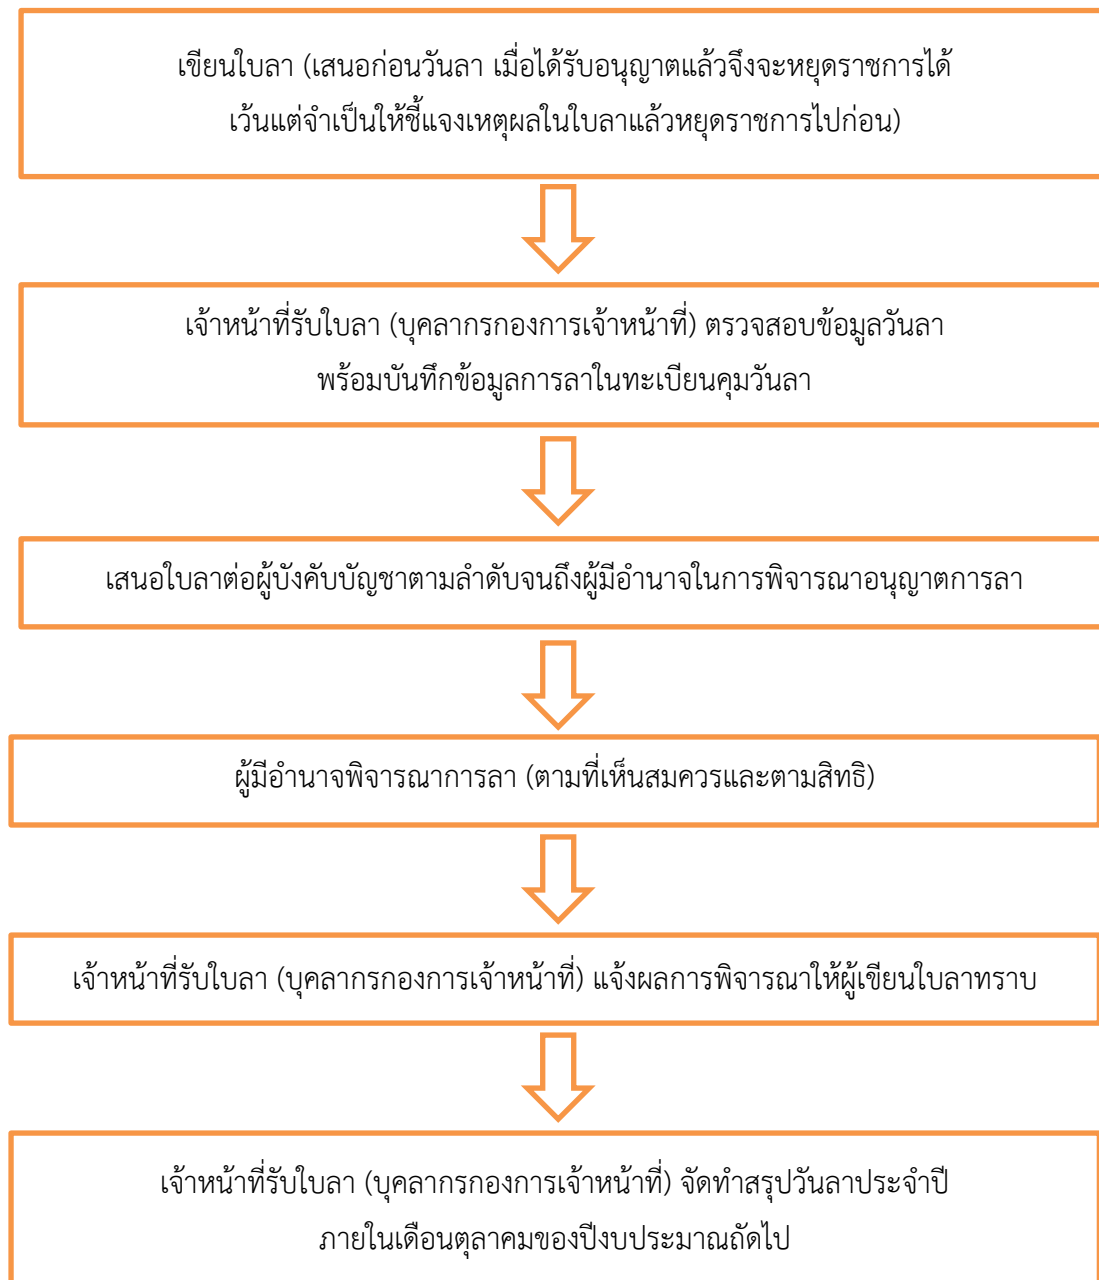 เขียนใบลา (เสนอก่อนวันลา เมื่อได้รับอนุญาตแล้วจึงจะหยุดราชการได้
เว้นแต่จำเป็นให้ชี้แจงเหตุผลในใบลาแล้วหยุดราชการไปก่อน)
เจ้าหน้าที่รับใบลา (บุคลากรกองการเจ้าหน้าที่) ตรวจสอบข้อมูลวันลา
พร้อมบันทึกข้อมูลการลาในทะเบียนคุมวันลา
เสนอใบลาต่อผู้บังคับบัญชาตามลำดับจนถึงผู้มีอำนาจในการพิจารณาอนุญาตการลา
ผู้มีอำนาจพิจารณาการลา (ตามที่เห็นสมควรและตามสิทธิ)
เจ้าหน้าที่รับใบลา (บุคลากรกองการเจ้าหน้าที่) แจ้งผลการพิจารณาให้ผู้เขียนใบลาทราบ
เจ้าหน้าที่รับใบลา (บุคลากรกองการเจ้าหน้าที่) จัดทำสรุปวันลาประจำปี
ภายในเดือนตุลาคมของปีงบประมาณถัดไป